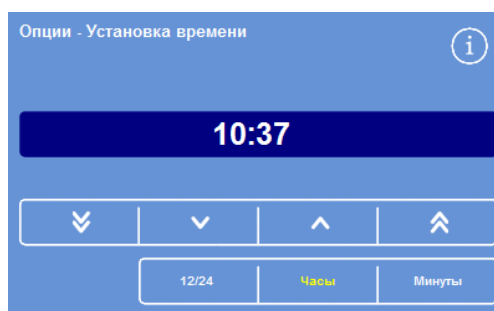 Опции - Установка времени
i
10:37
12/24 Часы Минуты